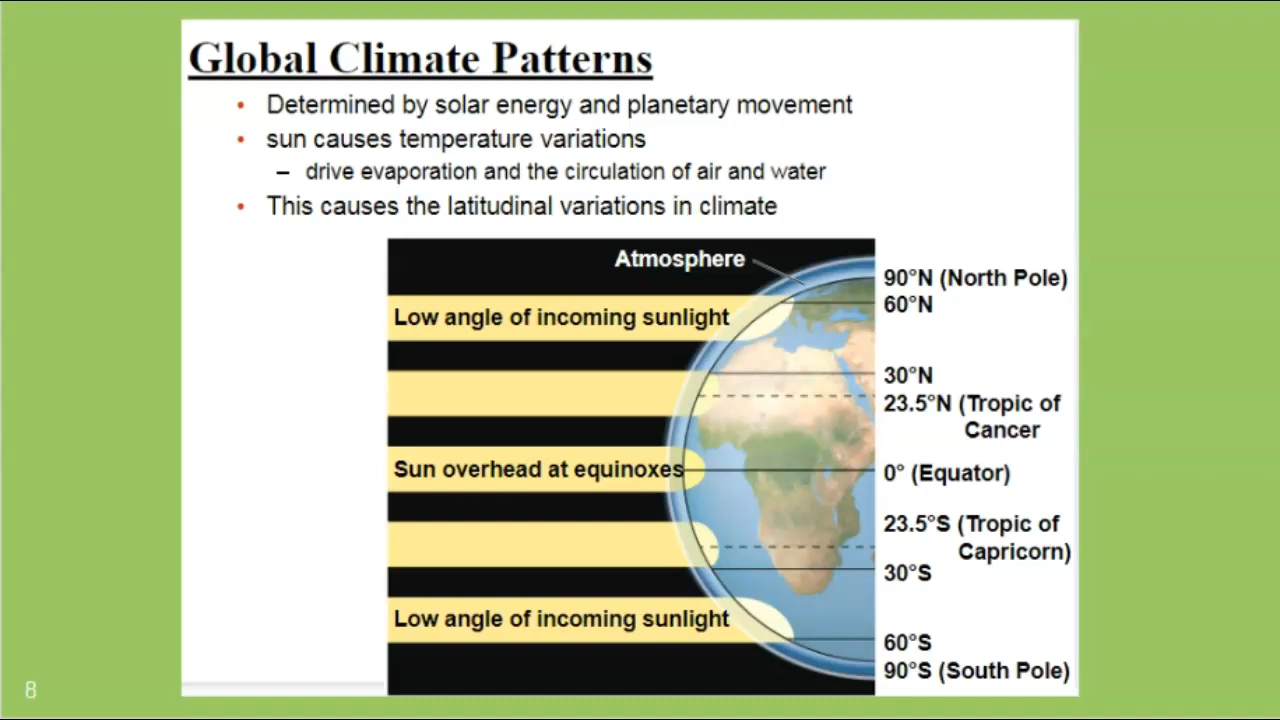 Global Climate Patterns
• Determined by solar energy and planetary movement
• sun causes temperature variations
– drive evaporation and the circulation of air and water
• This causes the latitudinal variations in climate
Atmosphere
90°N (North Pole)
60°N
Low angle of incoming sunlight
30°N
23.5°N (Tropic of
Cancer
Sun overhead at equinoxes
0° (Equator)
23.5°S (Tropic of
Capricorn)
30°S
Low angle of incoming sunlight
60°S
90°S (South Pole)
8